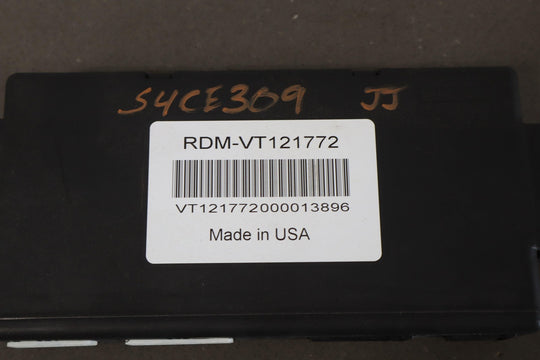 S4CE309 JJ
RDM-VT121772
VT121772000013896
Made in USA